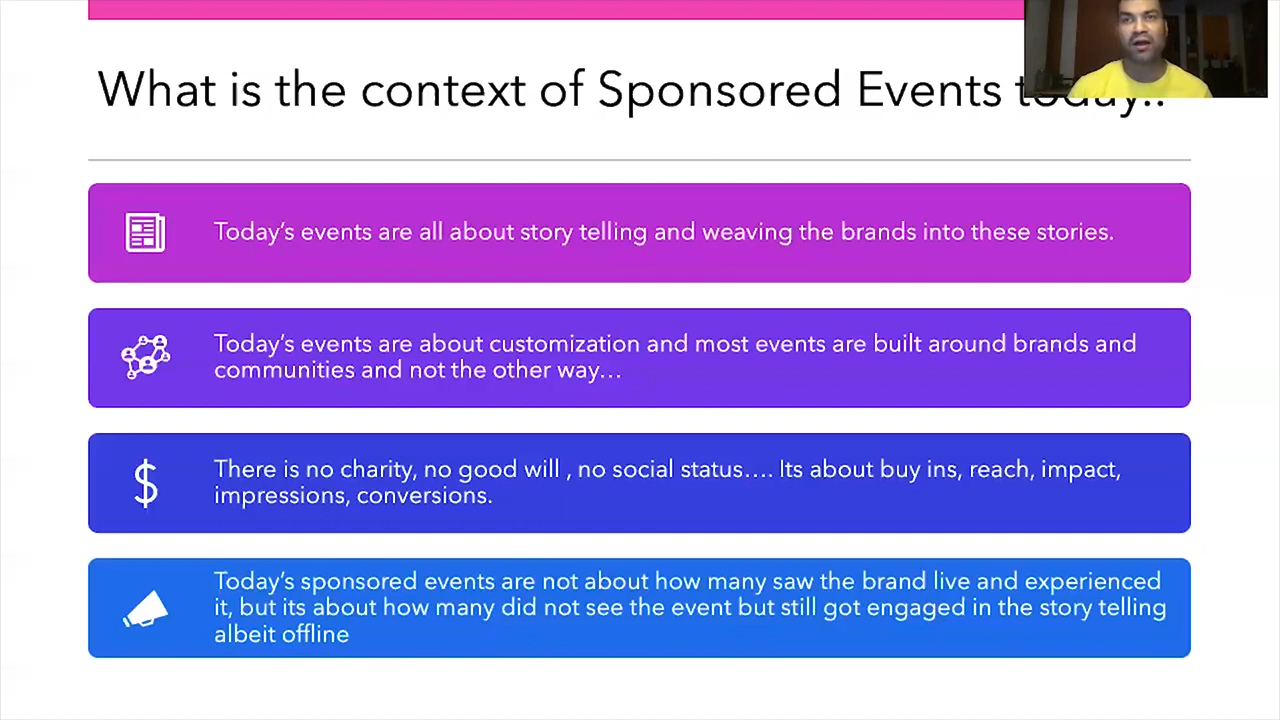 What is the context of Sponsored Events today..
Today's events are all about story telling and weaving the brands into these stories.
Today's events are about customization and most events are built around brands and
communities and not the other way...
There is no charity, no good will , no social status.... Its about buy ins, reach, impact,
impressions, conversions.
Today's sponsored events are not about how many saw the brand live and experienced
it, but its about how many did not see the event but still got engaged in the story telling
albeit offline